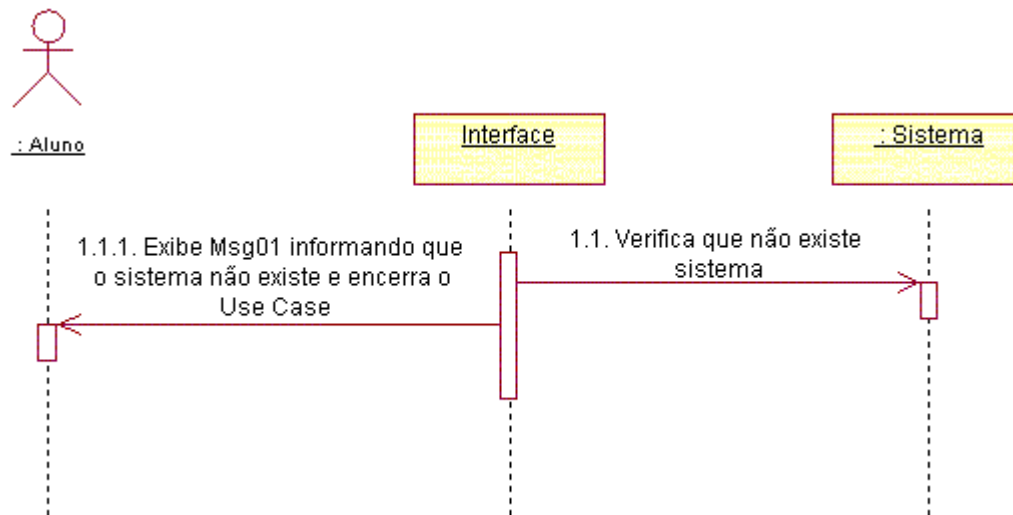 : Aluno
Interface
: Sistema
1.1.1. Exibe Msg01 informando que
o sistema não existe e encerra o
Use Case
1.1. Verifica que não existe
sistema